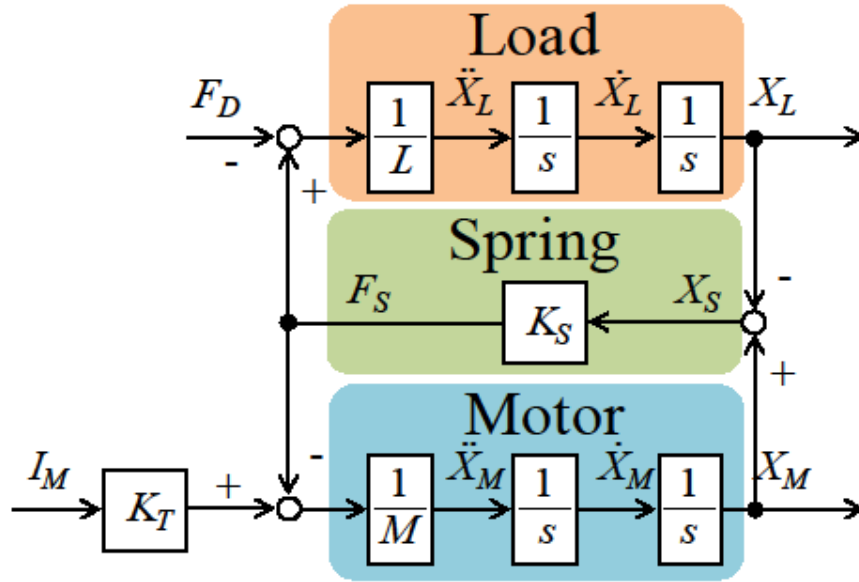 Load
F_D - + 1/L Ẍ_L 1/s Ẋ_L 1/s X_L
Spring
F_S K_S X_S - +
Motor
I_M K_T + - 1/M Ẍ_M 1/s Ẋ_M 1/s X_M